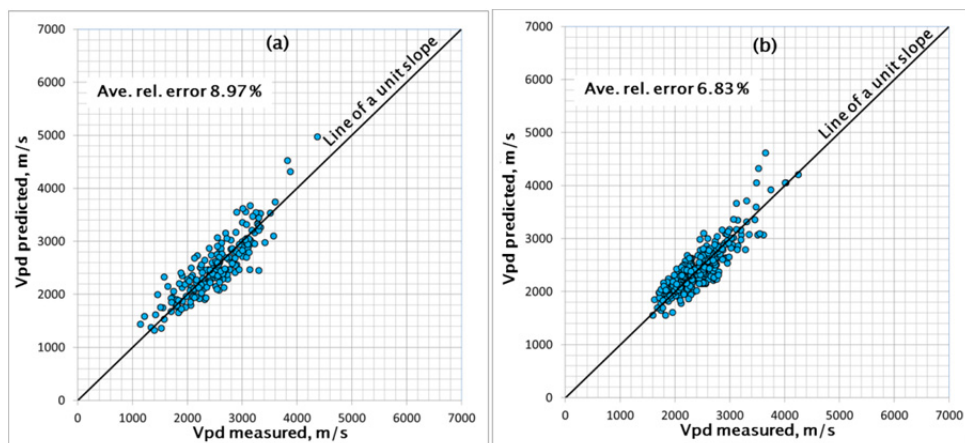 (a)
Ave. rel. error 8.97%
Line of a unit slope
Vpd predicted, m/s
7000
6000
5000
4000
3000
2000
1000
0
0 1000 2000 3000 4000 5000 6000 7000
Vpd measured, m/s
(b)
Ave. rel. error 6.83%
Line of a unit slope
Vpd predicted, m/s
7000
6000
5000
4000
3000
2000
1000
0
0 1000 2000 3000 4000 5000 6000 7000
Vpd measured, m/s